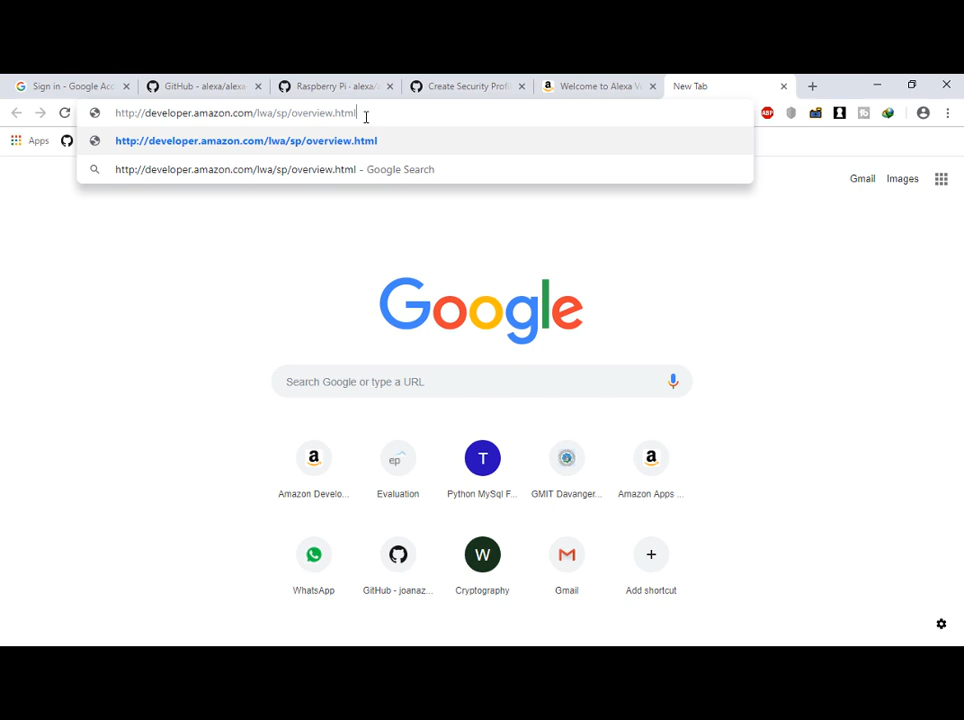 Sign in - Google Acc
GitHub - alexa/alexa-
Raspberry Pi · alexa/
Create Security Profi
Welcome to Alexa V
New Tab
http://developer.amazon.com/lwa/sp/overview.html
Apps
http://developer.amazon.com/lwa/sp/overview.html
http://developer.amazon.com/lwa/sp/overview.html - Google Search
Gmail
Images
Google
Search Google or type a URL
Amazon Develo...
Evaluation
Python MySql F...
GMIT Davanger...
Amazon Apps ...
WhatsApp
GitHub - joanaz...
Cryptography
Gmail
Add shortcut